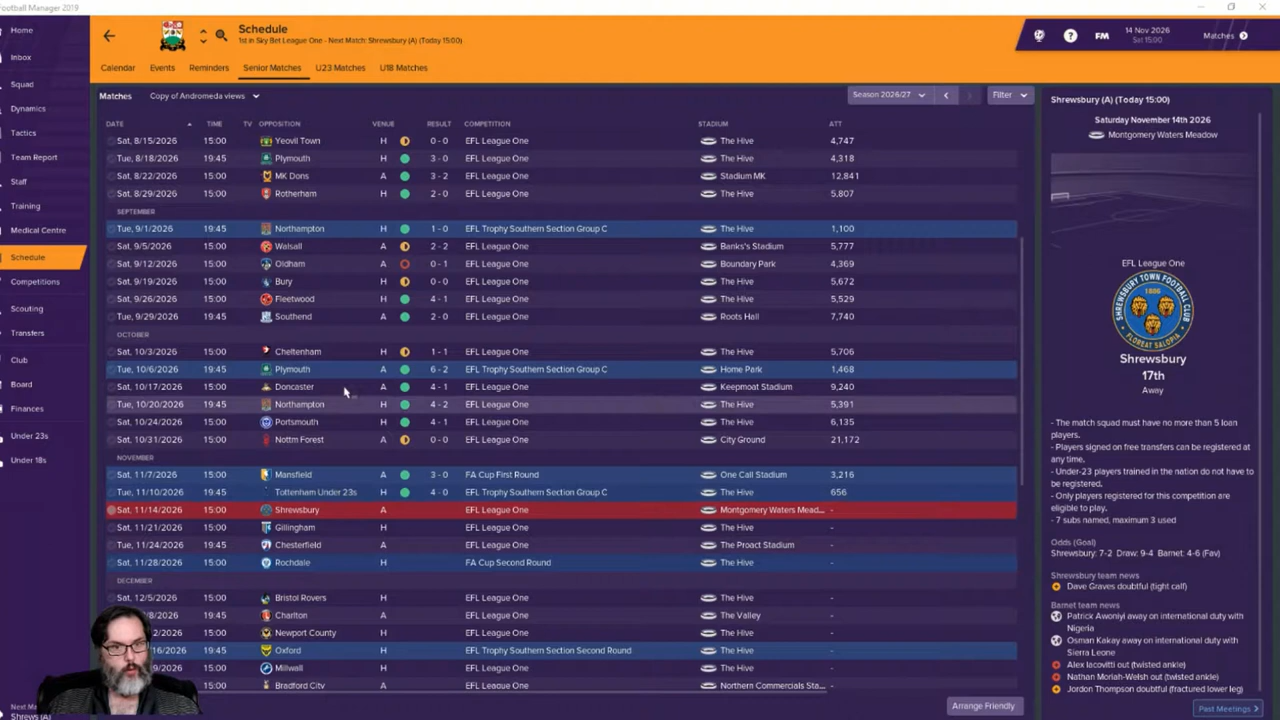 Football Manager 2019
Schedule
1st in Sky Bet League One - Next Match: Shrewsbury (A) (Today 15:00)
14 Nov 2026
Sat 15:00
FM
Matches
Calendar Events Reminders Senior Matches U23 Matches U18 Matches
Home
Inbox
Squad
Dynamics
Tactics
Team Report
Staff
Training
Medical Centre
Schedule
Competitions
Scouting
Transfers
Club
Board
Finances
Under 23s
Under 18s
Matches Copy of Andromeda views Season 2026/27 Filter
DATE TIME TV OPPOSITION VENUE RESULT COMPETITION STADIUM ATT
Sat, 8/15/2026 15:00 Yeovil Town H 0 - 0 EFL League One The Hive 4,747
Tue, 8/18/2026 19:45 Plymouth H 3 - 0 EFL League One The Hive 4,318
Sat, 8/22/2026 15:00 MK Dons A 3 - 2 EFL League One Stadium MK 12,841
Sat, 8/29/2026 15:00 Rotherham H 2 - 0 EFL League One The Hive 5,807
SEPTEMBER
Tue, 9/1/2026 19:45 Northampton H 1 - 0 EFL Trophy Southern Section Group C The Hive 1,100
Sat, 9/5/2026 15:00 Walsall A 2 - 2 EFL League One Banks's Stadium 5,777
Sat, 9/12/2026 15:00 Oldham A 0 - 1 EFL League One Boundary Park 4,369
Sat, 9/19/2026 15:00 Bury H 0 - 0 EFL League One The Hive 5,672
Sat, 9/26/2026 15:00 Fleetwood H 4 - 1 EFL League One The Hive 5,529
Tue, 9/29/2026 19:45 Southend A 2 - 0 EFL League One Roots Hall 7,740
OCTOBER
Sat, 10/3/2026 15:00 Cheltenham H 1 - 1 EFL League One The Hive 5,706
Tue, 10/6/2026 19:45 Plymouth A 6 - 2 EFL Trophy Southern Section Group C Home Park 1,468
Sat, 10/17/2026 15:00 Doncaster A 4 - 1 EFL League One Keepmoat Stadium 9,240
Tue, 10/20/2026 19:45 Northampton H 4 - 2 EFL League One The Hive 5,391
Sat, 10/24/2026 15:00 Portsmouth H 4 - 1 EFL League One The Hive 6,135
Sat, 10/31/2026 15:00 Nottm Forest A 0 - 0 EFL League One City Ground 21,172
NOVEMBER
Sat, 11/7/2026 15:00 Mansfield A 3 - 0 FA Cup First Round One Call Stadium 3,216
Tue, 11/10/2026 19:45 Tottenham Under 23s H 4 - 0 EFL Trophy Southern Section Group C The Hive 656
Sat, 11/14/2026 15:00 Shrewsbury A EFL League One Montgomery Waters Mead... -
Sat, 11/21/2026 15:00 Gillingham H EFL League One The Hive -
Tue, 11/24/2026 19:45 Chesterfield A EFL League One The Proact Stadium -
Sat, 11/28/2026 15:00 Rochdale H FA Cup Second Round The Hive -
DECEMBER
Sat, 12/5/2026 15:00 Bristol Rovers H EFL League One The Hive -
/8/2026 19:45 Charlton A EFL League One The Valley -
2/2026 15:00 Newport County H EFL League One The Hive -
16/2026 19:45 Oxford H EFL Trophy Southern Section Second Round The Hive -
9/2026 15:00 Millwall H EFL League One The Hive -
15:00 Bradford City A EFL League One Northern Commercials Sta... -
Arrange Friendly
Next M
Shrews (A)
Shrewsbury (A) (Today 15:00)
Saturday November 14th 2026
Montgomery Waters Meadow
EFL League One
SHREWSBURY TOWN FOOTBALL CLUB
1886
FLOREAT SALOPIA
Shrewsbury
17th
Away
- The match squad must have no more than 5 loan
players.
- Players signed on free transfers can be registered at
any time.
- Under-23 players trained in the nation do not have to
be registered.
- Only players registered for this competition are
eligible to play.
- 7 subs named, maximum 3 used
Odds (Goal)
Shrewsbury: 7-2 Draw: 9-4 Barnet: 4-6 (Fav)
Shrewsbury team news
Dave Graves doubtful (tight calf)
Barnet team news
Patrick Awoniyi away on international duty with
Nigeria
Osman Kakay away on international duty with
Sierra Leone
Alex Iacovitti out (twisted ankle)
Nathan Moriah-Welsh out (twisted ankle)
Jordon Thompson doubtful (fractured lower leg)
Past Meetings